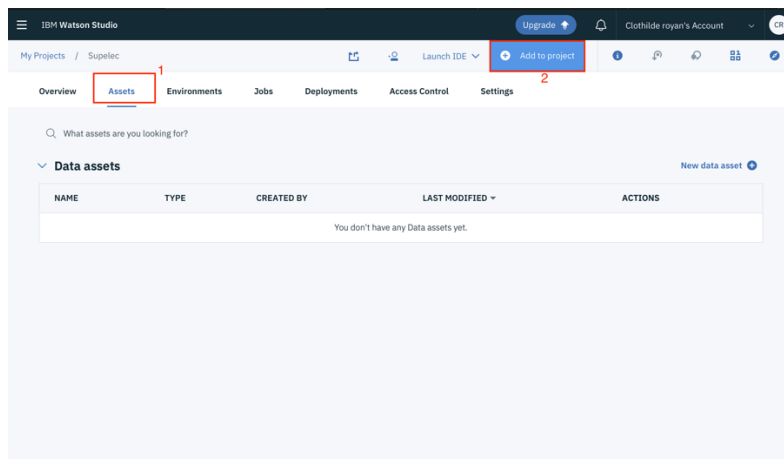 IBM Watson Studio Upgrade Clothilde royan's Account CR
My Projects / Supelec Launch IDE Add to project
1
2
Overview Assets Environments Jobs Deployments Access Control Settings
What assets are you looking for?
Data assets New data asset
NAME TYPE CREATED BY LAST MODIFIED ACTIONS
You don't have any Data assets yet.